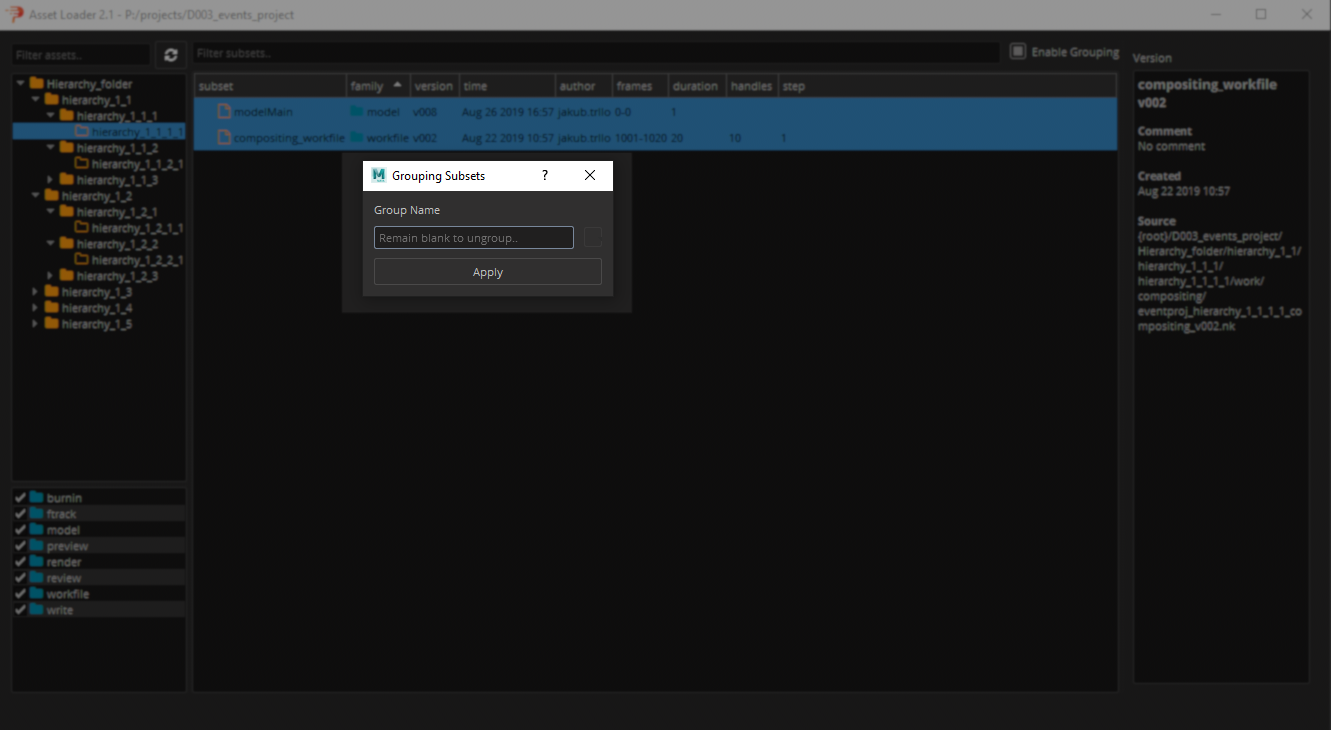 Asset Loader 2.1 - P:/projects/D003_events_project
Filter assets..
Filter subsets..
Enable Grouping
Version
Hierarchy_folder
hierarchy_1_1
hierarchy_1_1_1
hierarchy_1_1_1_1
hierarchy_1_1_2
hierarchy_1_1_2_1
hierarchy_1_1_3
hierarchy_1_2
hierarchy_1_2_1
hierarchy_1_2_1_1
hierarchy_1_2_2
hierarchy_1_2_2_1
hierarchy_1_2_3
hierarchy_1_3
hierarchy_1_4
hierarchy_1_5
subset family version time author frames duration handles step
modelMain model v008 Aug 26 2019 16:57 jakub.trllo 0-0 1
compositing_workfile workfile v002 Aug 22 2019 10:57 jakub.trllo 1001-1020 20 10 1
M
Grouping Subsets
?
Group Name
Remain blank to ungroup..
Apply
compositing_workfile
v002
Comment
No comment
Created
Aug 22 2019 10:57
Source
{root}/D003_events_project/
Hierarchy_folder/hierarchy_1_1/
hierarchy_1_1_1/
hierarchy_1_1_1_1/work/
compositing/
eventproj_hierarchy_1_1_1_1_co
mpositing_v002.nk
burnin
ftrack
model
preview
render
review
workfile
write